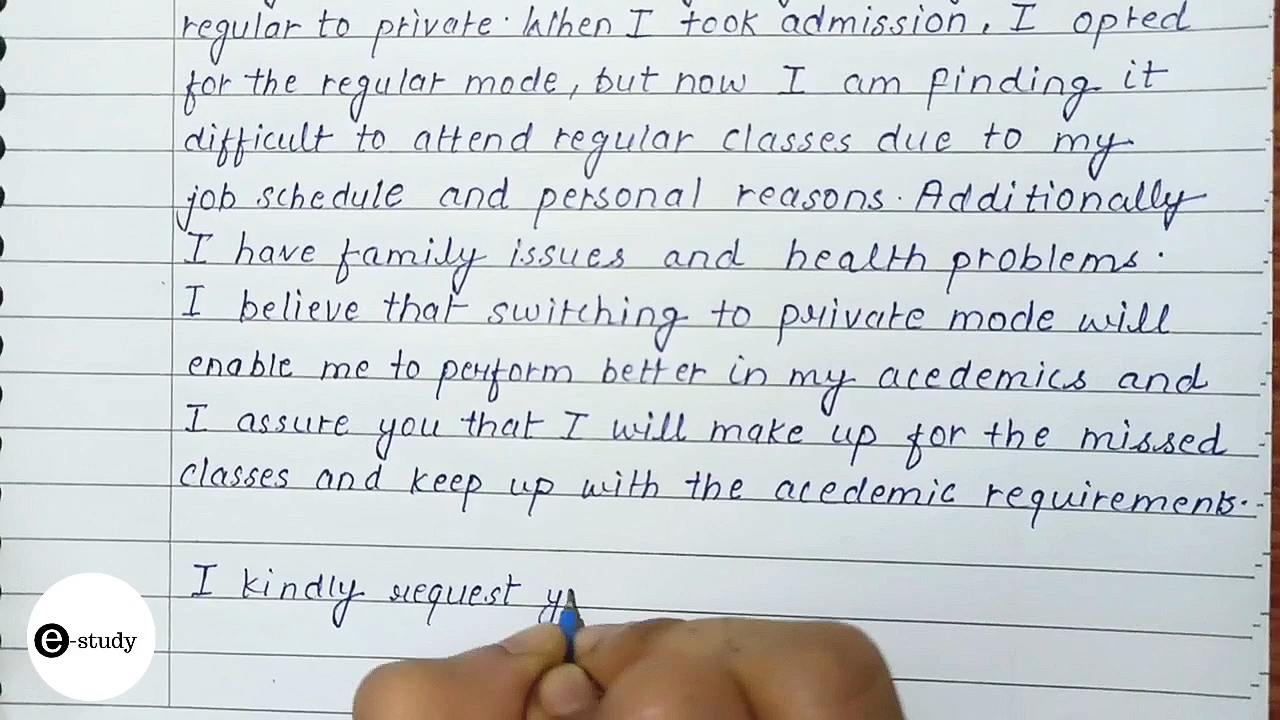 regular to private. When I took admission, I opted
for the regular mode, but now I am finding it
difficult to attend regular classes due to my
job schedule and personal reasons. Additionally
I have family issues and health problems.
I believe that switching to private mode will
enable me to perform better in my acedemics and
I assure you that I will make up for the missed
classes and keep up with the acedemic requirements.
I kindly request y
e-study